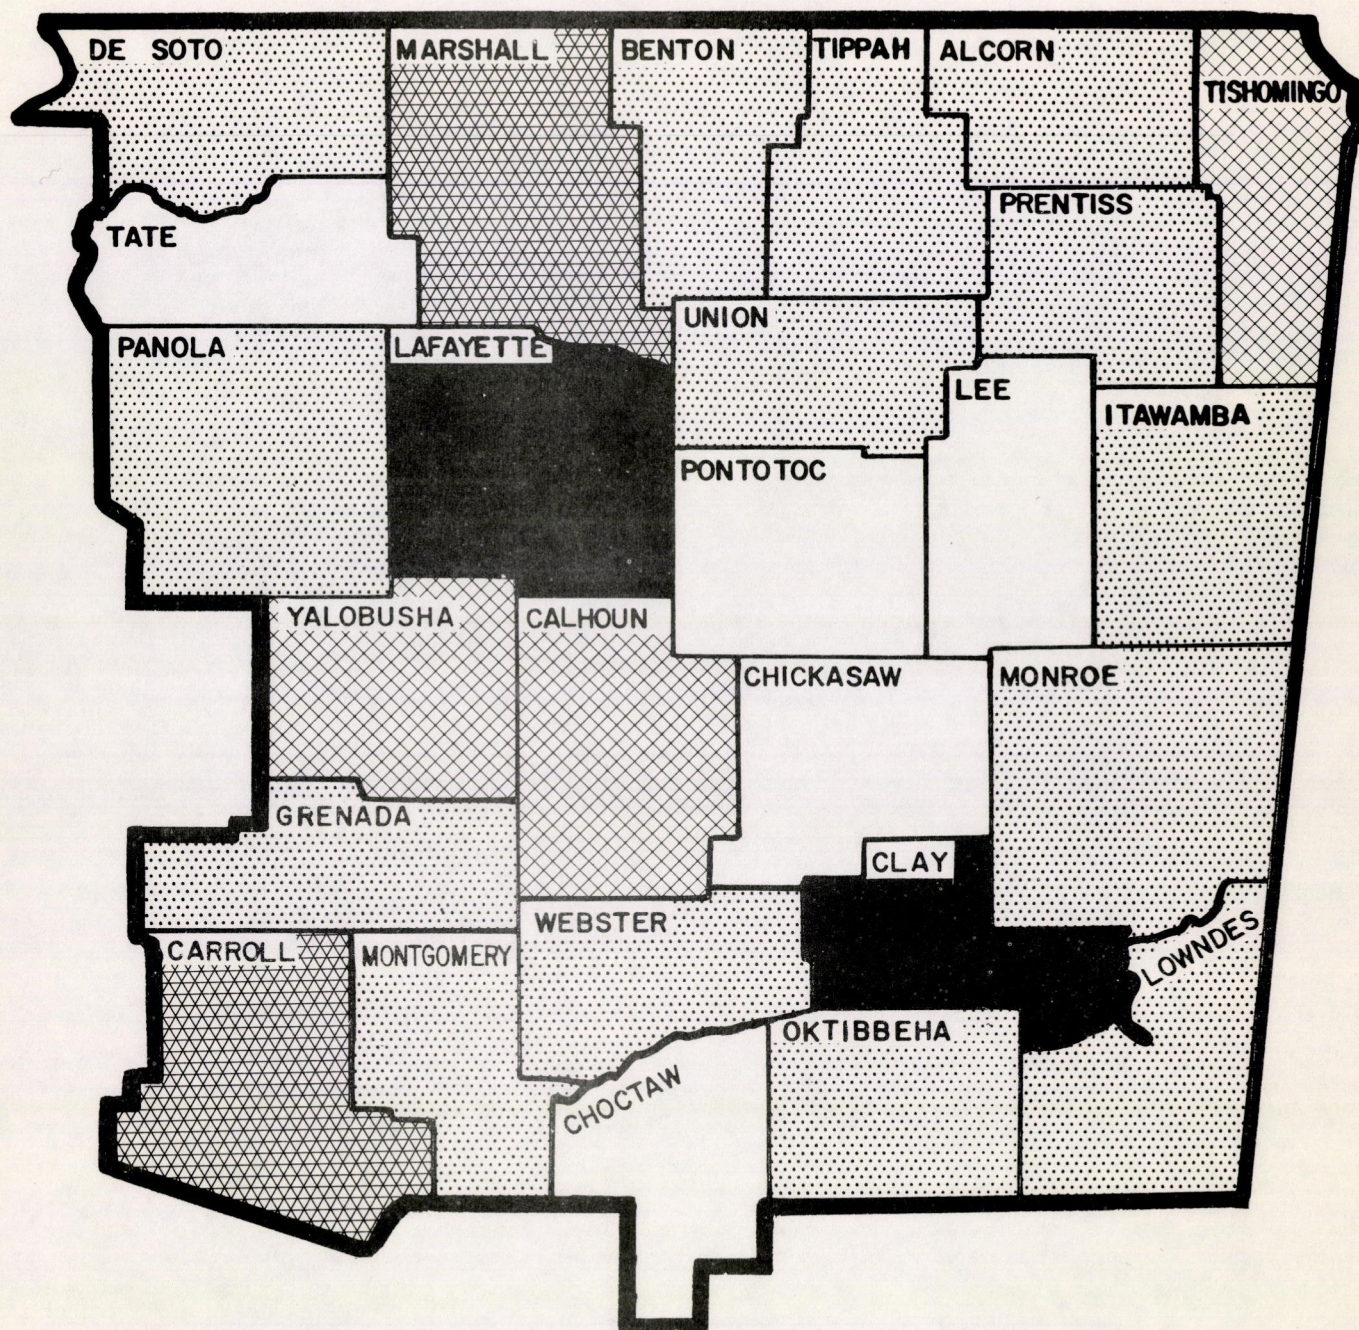 DE SOTO
MARSHALL
BENTON
TIPPAH
ALCORN
TISHOMINGO
TATE
PRENTISS
PANOLA
LAFAYETTE
UNION
LEE
ITAWAMBA
PONTOTOC
YALOBUSHA
CALHOUN
CHICKASAW
MONROE
GRENADA
CLAY
WEBSTER
LOWNDES
CARROLL
MONTGOMERY
OKTIBBEHA
CHOCTAW